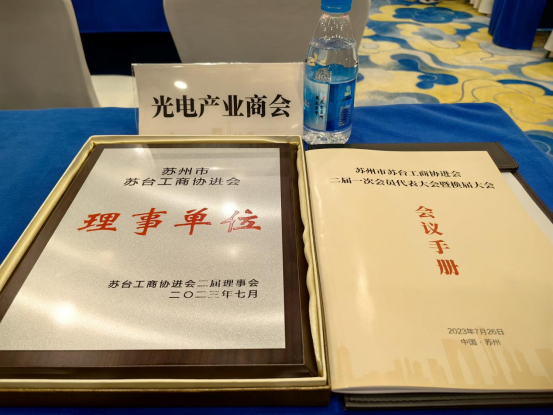 光电产业商会
苏州市
苏台工商协进会
理事单位
苏台工商协进会二届理事会
二〇二三年七月
苏州市苏台工商协进会
二届一次会员代表大会暨换届大会
会议手册
2023年7月26日
中国·苏州